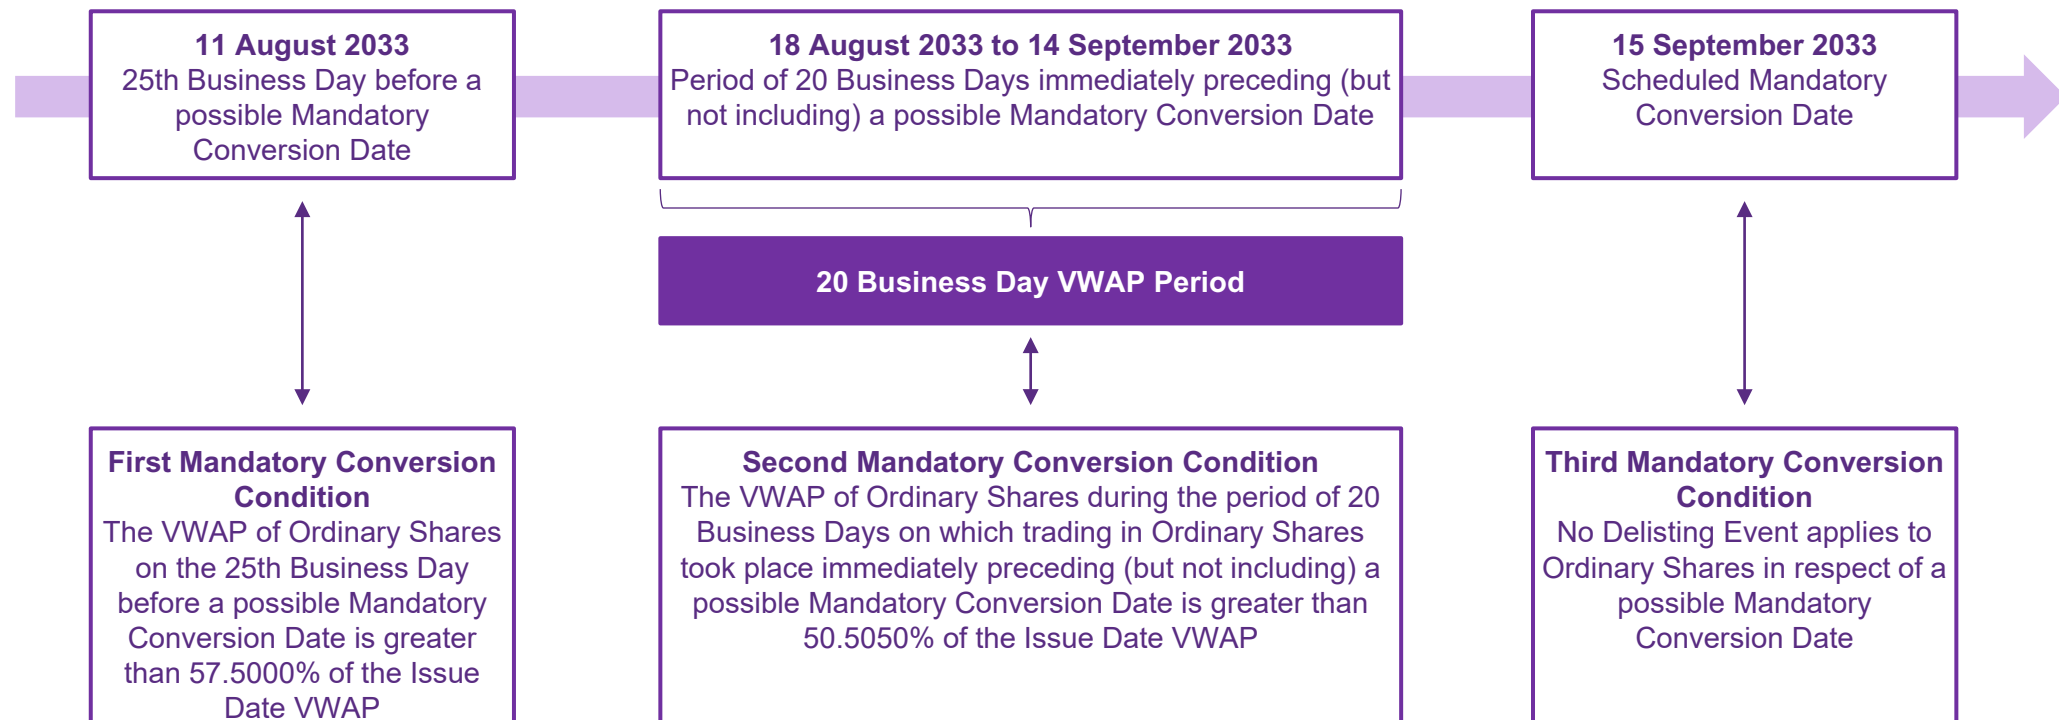 11 August 2033
25th Business Day before a
possible Mandatory
Conversion Date
18 August 2033 to 14 September 2033
Period of 20 Business Days immediately preceding (but
not including) a possible Mandatory Conversion Date
15 September 2033
Scheduled Mandatory
Conversion Date
20 Business Day VWAP Period
First Mandatory Conversion
Condition
The VWAP of Ordinary Shares
on the 25th Business Day
before a possible Mandatory
Conversion Date is greater
than 57.5000% of the Issue
Date VWAP
Second Mandatory Conversion Condition
The VWAP of Ordinary Shares during the period of 20
Business Days on which trading in Ordinary Shares
took place immediately preceding (but not including) a
possible Mandatory Conversion Date is greater than
50.5050% of the Issue Date VWAP
Third Mandatory Conversion
Condition
No Delisting Event applies to
Ordinary Shares in respect of a
possible Mandatory
Conversion Date